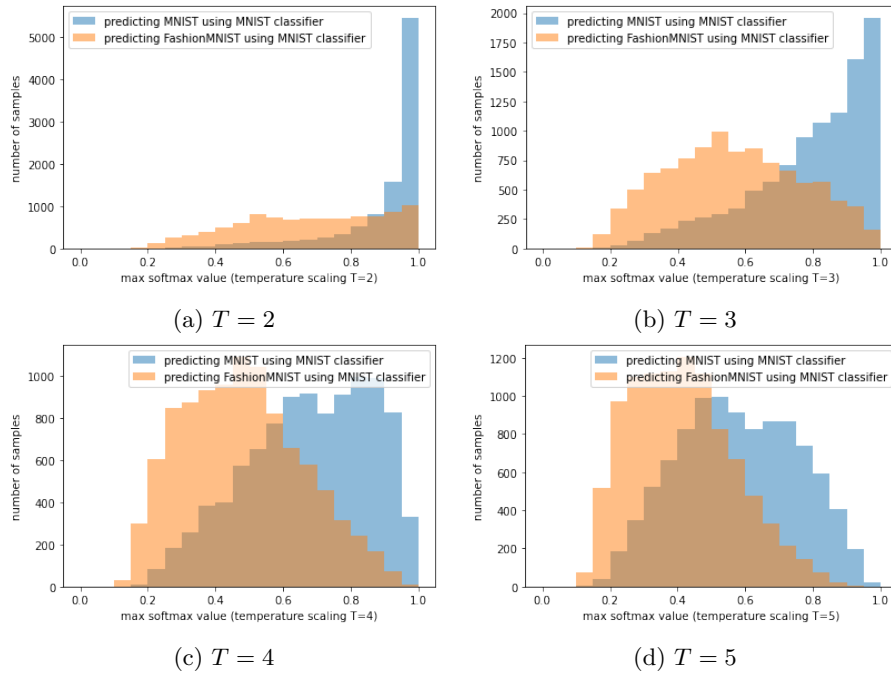 predicting MNIST using MNIST classifier
predicting FashionMNIST using MNIST classifier
number of samples
5000
4000
3000
2000
1000
0
0.0 0.2 0.4 0.6 0.8 1.0
max softmax value (temperature scaling T=2)
(a) T = 2
predicting MNIST using MNIST classifier
predicting FashionMNIST using MNIST classifier
number of samples
2000
1750
1500
1250
1000
750
500
250
0
0.0 0.2 0.4 0.6 0.8 1.0
max softmax value (temperature scaling T=3)
(b) T = 3
predicting MNIST using MNIST classifier
predicting FashionMNIST using MNIST classifier
number of samples
1000
800
600
400
200
0
0.0 0.2 0.4 0.6 0.8 1.0
max softmax value (temperature scaling T=4)
(c) T = 4
predicting MNIST using MNIST classifier
predicting FashionMNIST using MNIST classifier
number of samples
1200
1000
800
600
400
200
0
0.0 0.2 0.4 0.6 0.8 1.0
max softmax value (temperature scaling T=5)
(d) T = 5